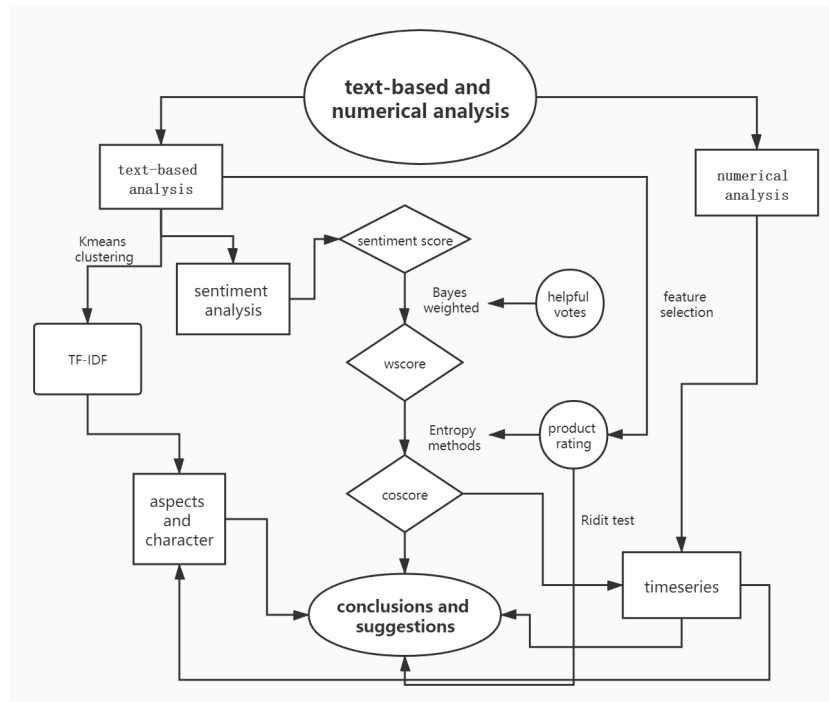 text-based and
numerical analysis
text-based
analysis
numerical
analysis
Kmeans
clustering
sentiment
analysis
sentiment score
Bayes
weighted
helpful
votes
feature
selection
TF-IDF
wscore
Entropy
methods
product
rating
aspects
and
character
coscore
Ridit test
timeseries
conclusions and
suggestions